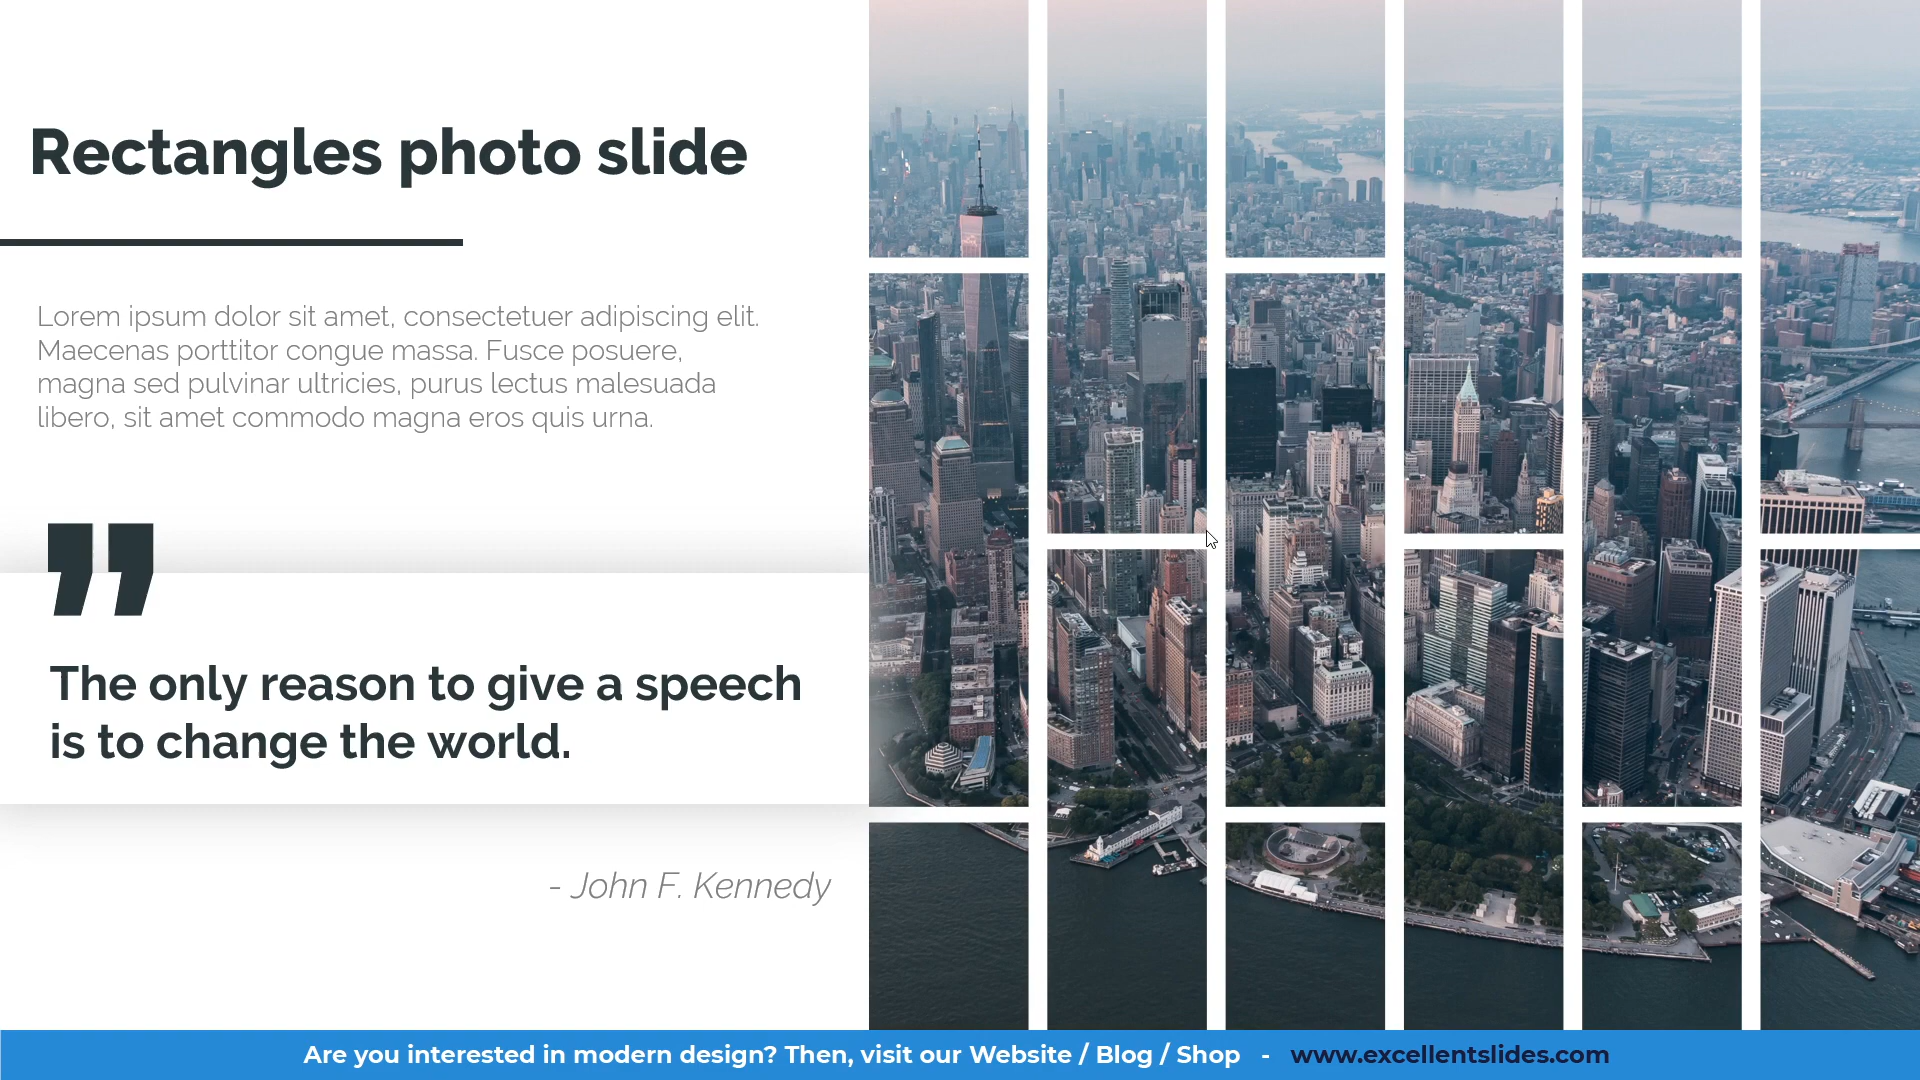 Rectangles photo slide
Lorem ipsum dolor sit amet, consectetuer adipiscing elit.
Maecenas porttitor congue massa. Fusce posuere,
magna sed pulvinar ultricies, purus lectus malesuada
libero, sit amet commodo magna eros quis urna.
”
The only reason to give a speech
is to change the world.
- John F. Kennedy
Are you interested in modern design? Then, visit our Website / Blog / Shop - www.excellentslides.com